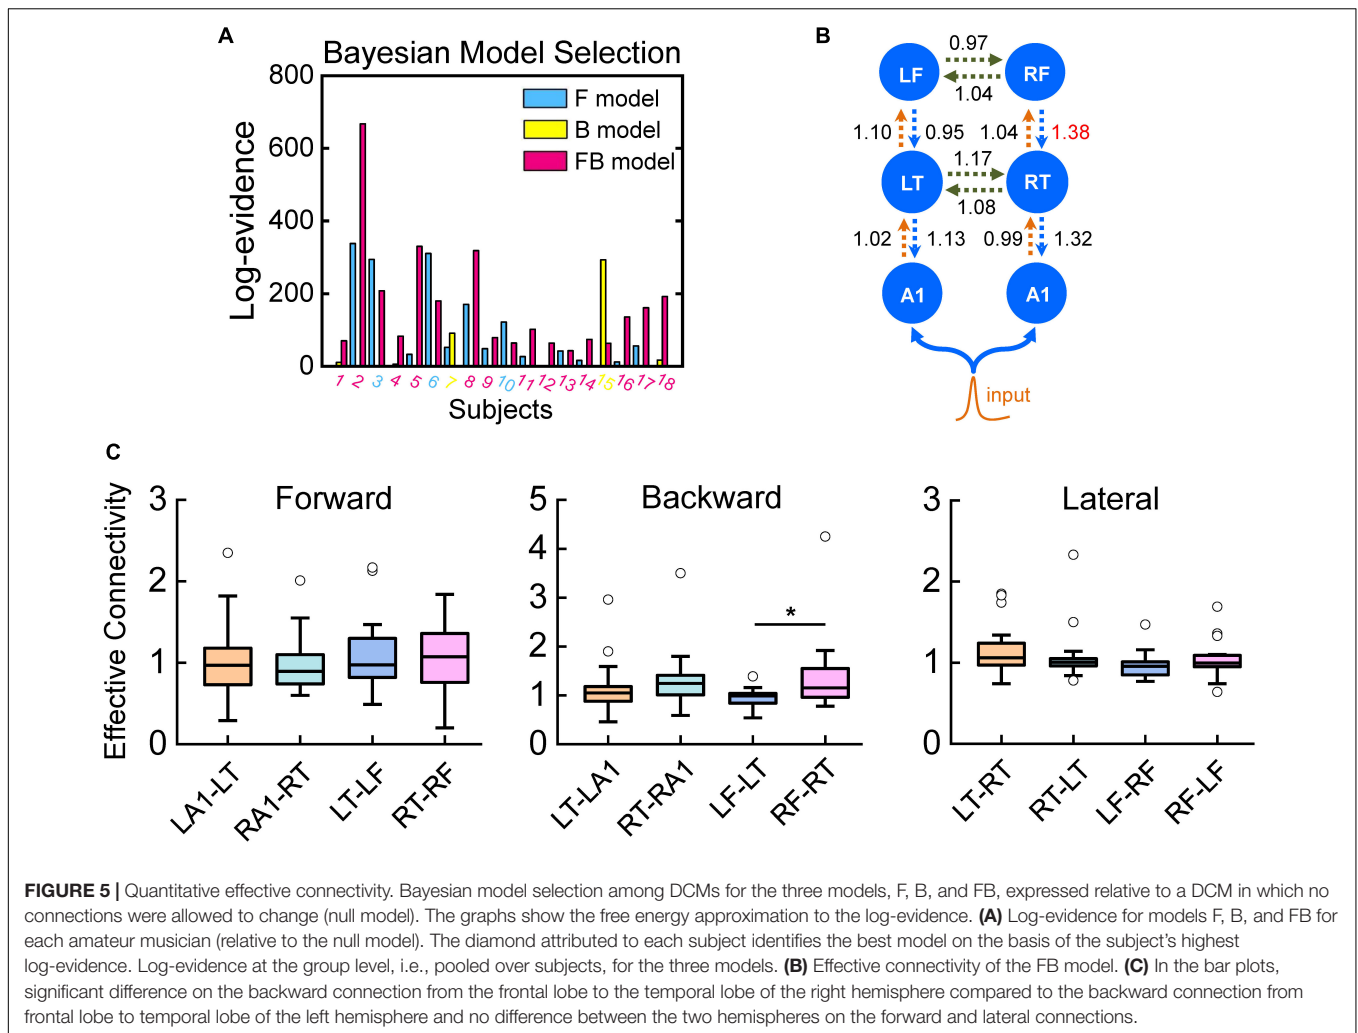 A
Bayesian Model Selection
800
600
400
200
0
Log-evidence
F model
B model
FB model
1 2 3 4 5 6 7 8 9 10 11 12 13 14 15 16 17 18
Subjects
B
LF
RF
0.97
1.04
1.10
0.95
1.04
1.38
LT
RT
1.17
1.08
1.02
1.13
0.99
1.32
A1
A1
input
C
Effective Connectivity
Forward
3
2
1
0
LA1-LT
RA1-RT
LT-LF
RT-RF
Backward
5
4
3
2
1
0
*
LT-LA1
RT-RA1
LF-LT
RF-RT
Lateral
3
2
1
0
LT-RT
RT-LT
LF-RF
RF-LF
FIGURE 5 | Quantitative effective connectivity. Bayesian model selection among DCMs for the three models, F, B, and FB, expressed relative to a DCM in which no
connections were allowed to change (null model). The graphs show the free energy approximation to the log-evidence. (A) Log-evidence for models F, B, and FB for
each amateur musician (relative to the null model). The diamond attributed to each subject identifies the best model on the basis of the subject's highest
log-evidence. Log-evidence at the group level, i.e., pooled over subjects, for the three models. (B) Effective connectivity of the FB model. (C) In the bar plots,
significant difference on the backward connection from the frontal lobe to the temporal lobe of the right hemisphere compared to the backward connection from
frontal lobe to temporal lobe of the left hemisphere and no difference between the two hemispheres on the forward and lateral connections.